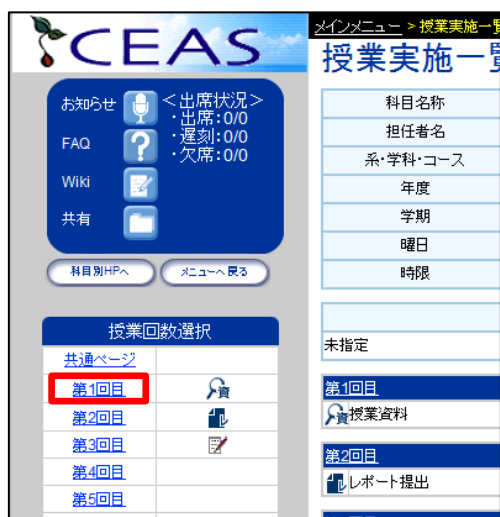 CEAS
お知らせ
FAQ
Wiki
共有
<出席状況>
・出席:0/0
・遅刻:0/0
・欠席:0/0
科目別HPへ
メニューへ戻る
授業回数選択
共通ページ
第1回目
資
第2回目
第3回目
第4回目
第5回目
メインメニュー > 授業実施一覧
授業実施一覧
科目名称
担任者名
系・学科・コース
年度
学期
曜日
時限
未指定
第1回目
資授業資料
第2回目
レポート提出